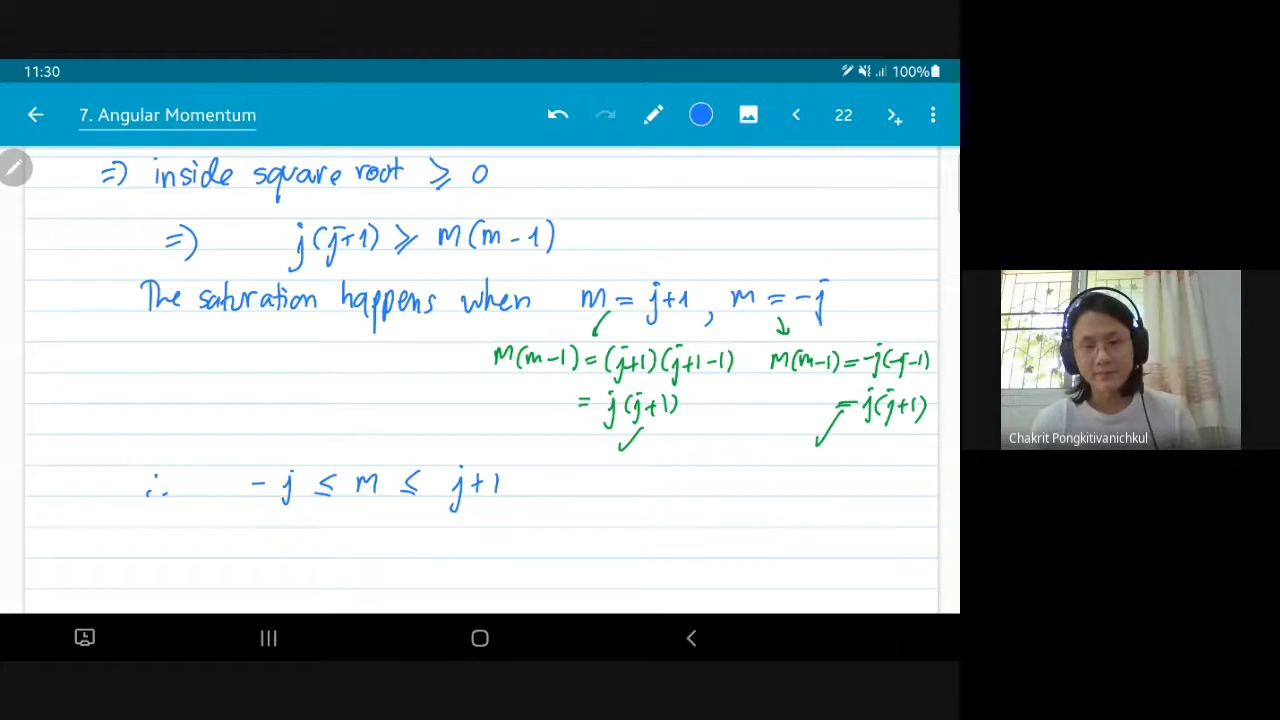 11:30 100%
7. Angular Momentum 22
⇒ inside square root ⩾ 0
⇒ j(j+1) ⩾ m(m-1)
The saturation happens when m = j+1, m = -j
m(m-1) = (j+1)(j+1-1) m(m-1) = -j(-j-1)
= j(j+1) = j(j+1)
∴ -j ≤ m ≤ j+1
Chakrit Pongkitivanichkul